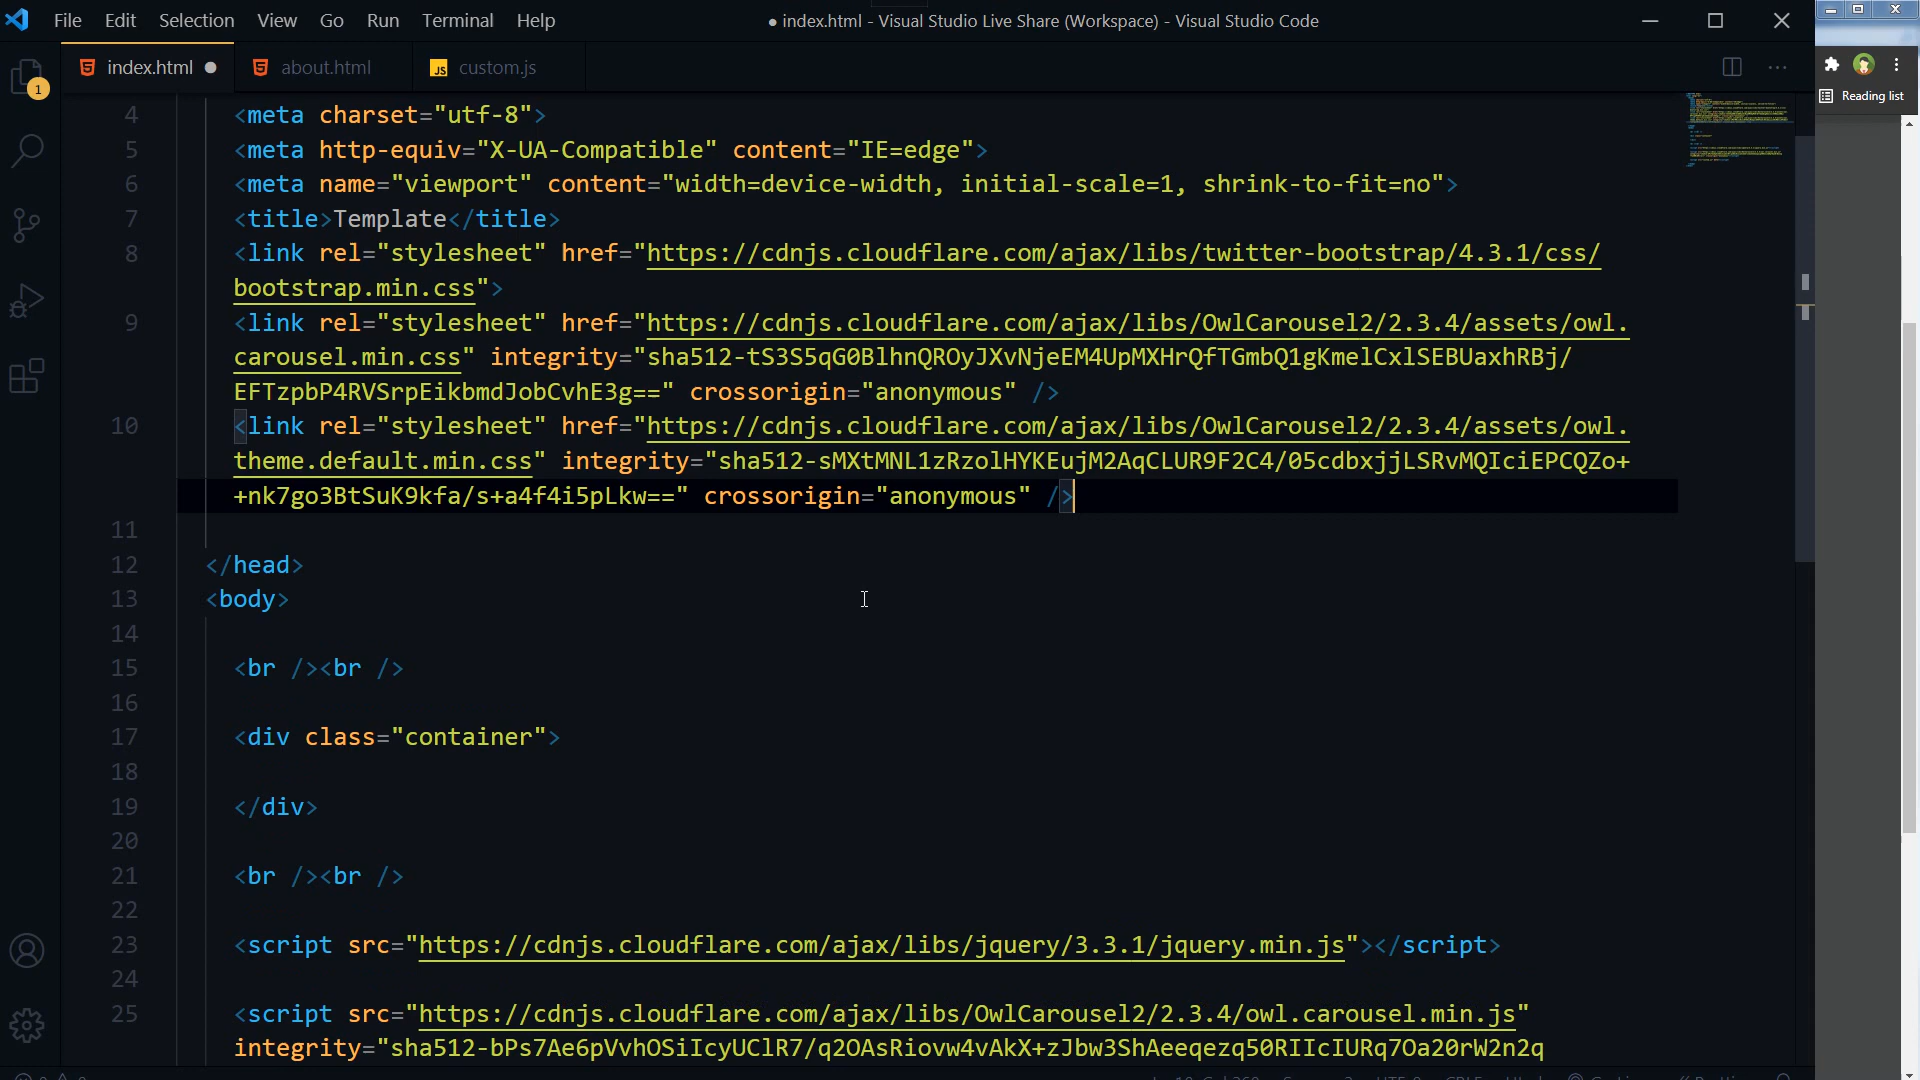 File Edit Selection View Go Run Terminal Help ● index.html - Visual Studio Live Share (Workspace) - Visual Studio Code
index.html ● about.html JS custom.js
1
Reading list
4 <meta charset="utf-8">
5 <meta http-equiv="X-UA-Compatible" content="IE=edge">
6 <meta name="viewport" content="width=device-width, initial-scale=1, shrink-to-fit=no">
7 <title>Template</title>
8 <link rel="stylesheet" href="https://cdnjs.cloudflare.com/ajax/libs/twitter-bootstrap/4.3.1/css/
bootstrap.min.css">
9 <link rel="stylesheet" href="https://cdnjs.cloudflare.com/ajax/libs/OwlCarousel2/2.3.4/assets/owl.
carousel.min.css" integrity="sha512-tS3S5qG0BlhnQROyJXvNjeEM4UpMXHrQfTGmbQ1gKmelCxlSEBUaxhRBj/
EFTzpbP4RVSrpEikbmdJobCvhE3g==" crossorigin="anonymous" />
10 <link rel="stylesheet" href="https://cdnjs.cloudflare.com/ajax/libs/OwlCarousel2/2.3.4/assets/owl.
theme.default.min.css" integrity="sha512-sMXtMNL1zRzolHYKEujM2AqCLUR9F2C4/05cdbxjjLSRvMQIciEPCQZo+
+nk7go3BtSuK9kfa/s+a4f4i5pLkw==" crossorigin="anonymous" />
11
12 </head>
13 <body>
14
15 <br /><br />
16
17 <div class="container">
18
19 </div>
20
21 <br /><br />
22
23 <script src="https://cdnjs.cloudflare.com/ajax/libs/jquery/3.3.1/jquery.min.js"></script>
24
25 <script src="https://cdnjs.cloudflare.com/ajax/libs/OwlCarousel2/2.3.4/owl.carousel.min.js"
integrity="sha512-bPs7Ae6pVvhOSiIcyUClR7/q2OAsRiovw4vAkX+zJbw3ShAeeqezq50RIIcIURq7Oa20rW2n2q